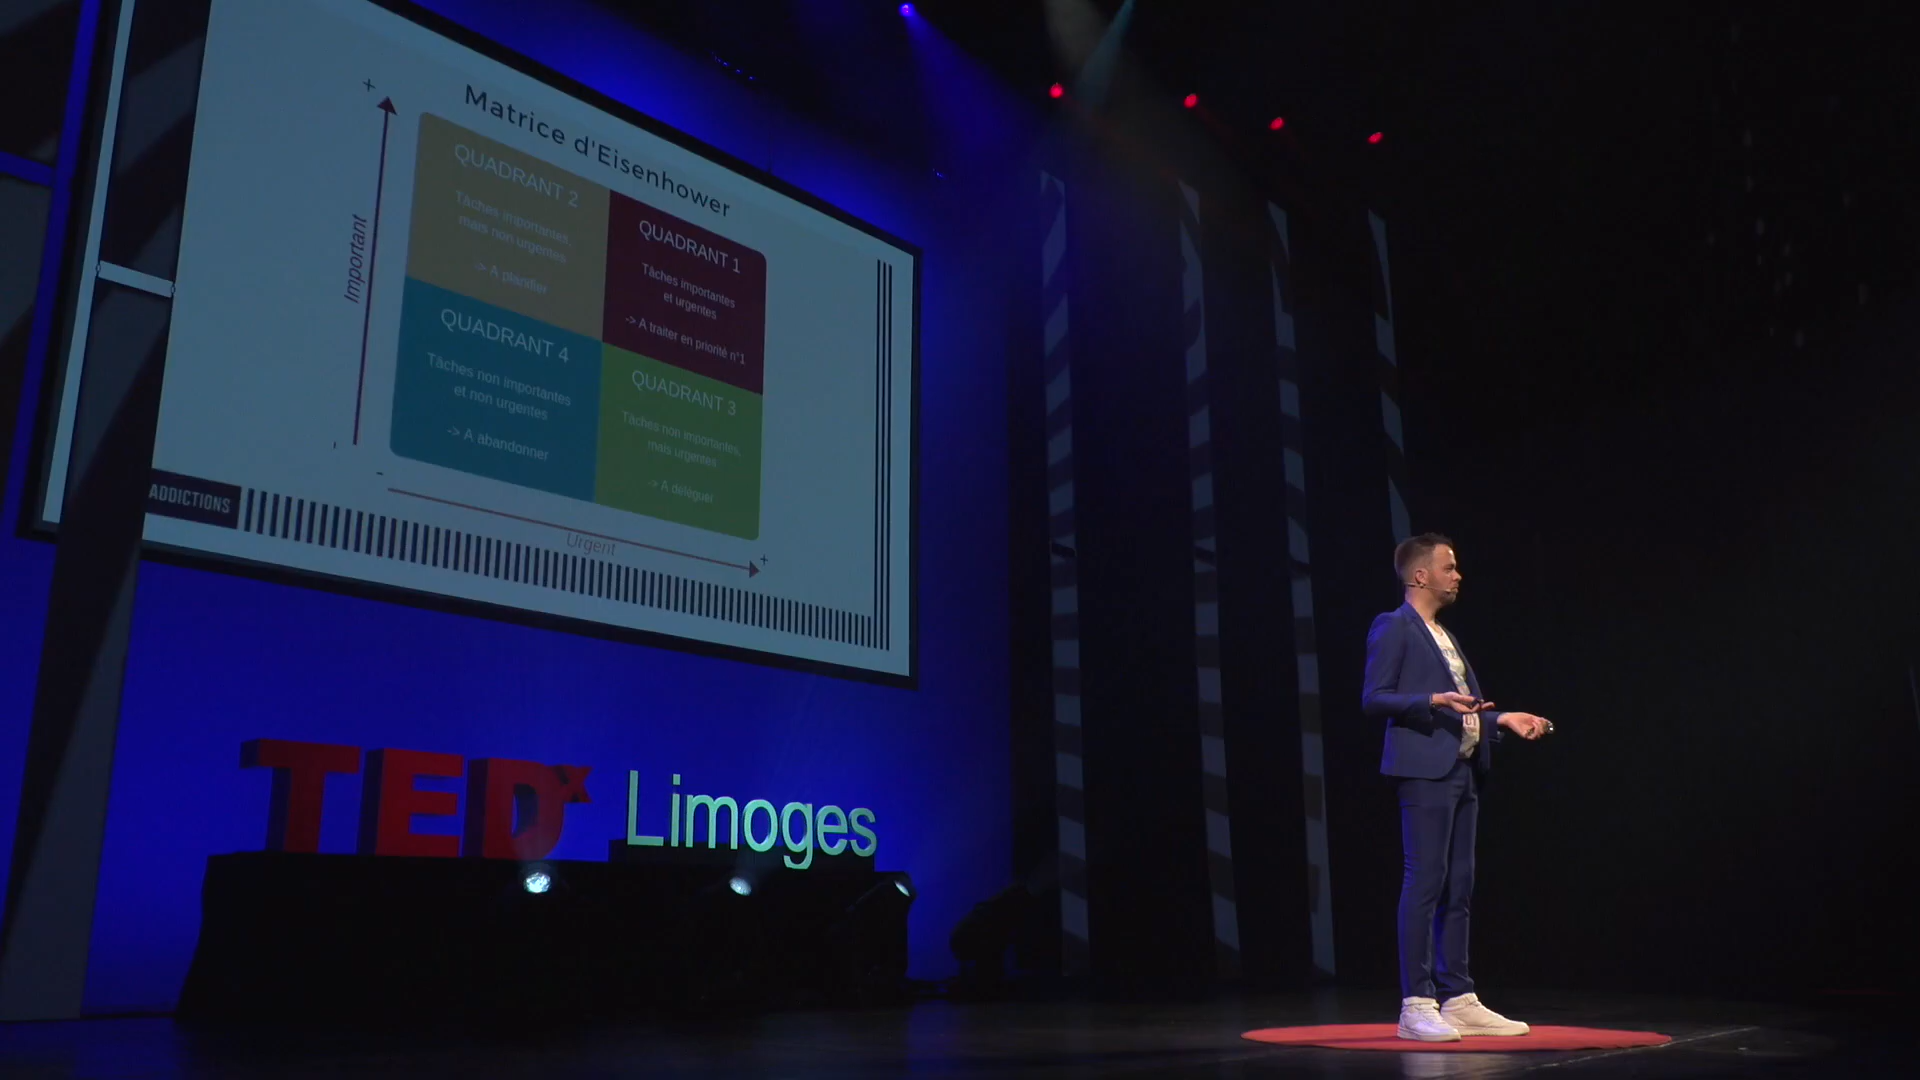 Matrice d'Eisenhower
+
Important
-
QUADRANT 2
Tâches importantes,
mais non urgentes
-> A planifier
QUADRANT 1
Tâches importantes
et urgentes
-> A traiter en priorité n°1
QUADRANT 4
Tâches non importantes
et non urgentes
-> A abandonner
QUADRANT 3
Tâches non importantes,
mais urgentes
-> A déléguer
-
Urgent
+
ADDICTIONS
TEDx Limoges